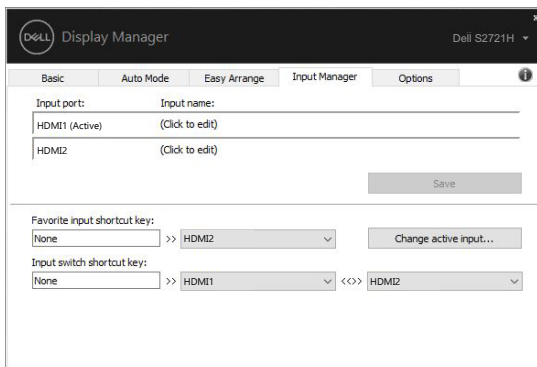 DELL Display Manager
Dell S2721H
Basic Auto Mode Easy Arrange Input Manager Options
Input port: Input name:
HDMI1 (Active) (Click to edit)
HDMI2 (Click to edit)
Save
Favorite input shortcut key:
None >> HDMI2 Change active input...
Input switch shortcut key:
None >> HDMI1 <<>> HDMI2